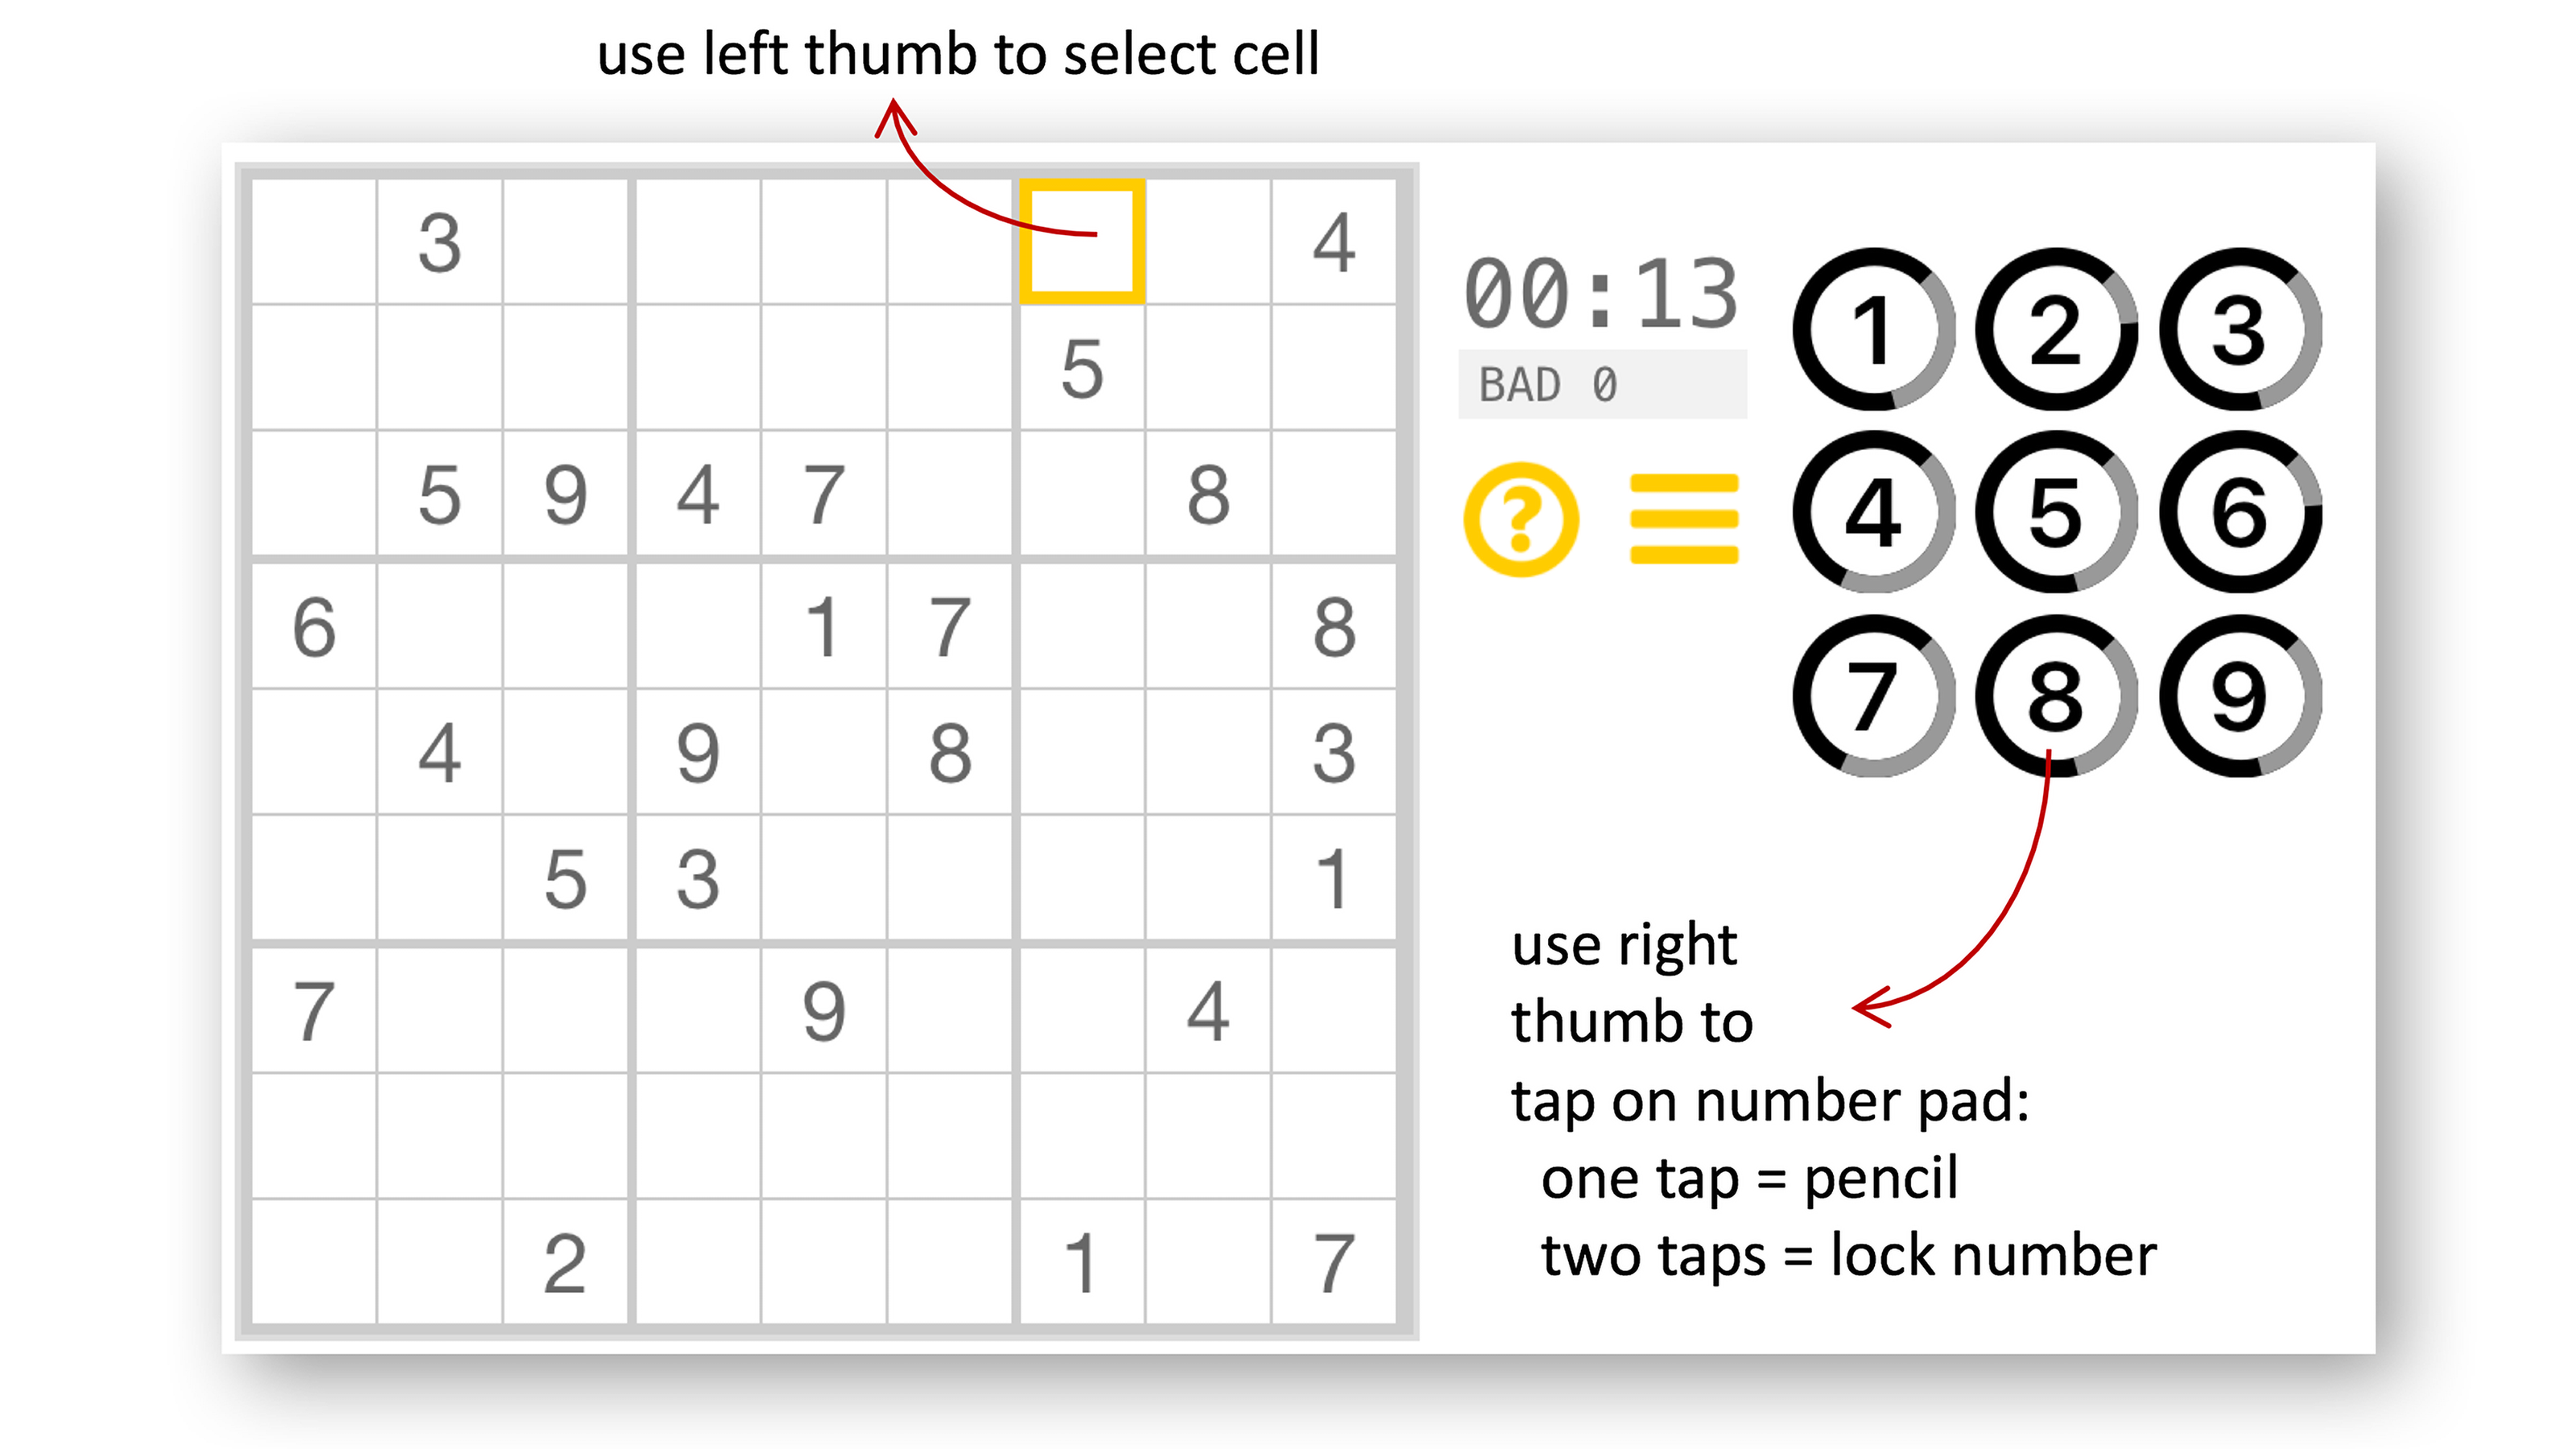 use left thumb to select cell
3 4
5
5 9 4 7 8
6 1 7 8
4 9 8 3
5 3 1
7 9 4
2 1 7
00:13
BAD 0
?
1 2 3
4 5 6
7 8 9
use right
thumb to
tap on number pad:
one tap = pencil
two taps = lock number